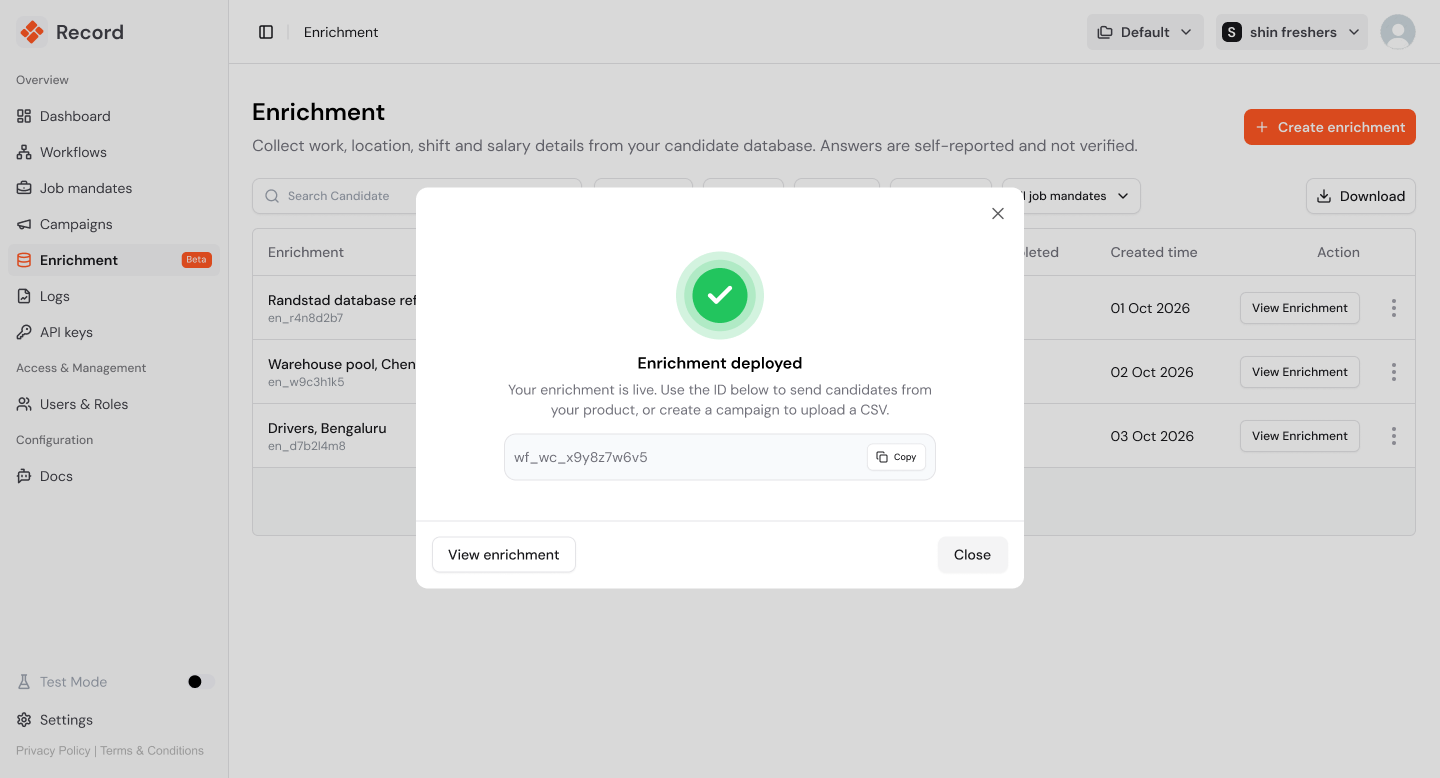 Record
Overview
Dashboard
Workflows
Job mandates
Campaigns
Enrichment Beta
Logs
API keys
Access & Management
Users & Roles
Configuration
Docs
Test Mode
Settings
Privacy Policy | Terms & Conditions
Enrichment
Default
S shin freshers
Enrichment
Collect work, location, shift and salary details from your candidate database. Answers are self-reported and not verified.
Create enrichment
Search Candidate
job mandates
Download
Enrichment
Created time
Action
Randstad database
en_r4n8d2b7
01 Oct 2026
View Enrichment
Warehouse pool,
en_w9c3h1k5
02 Oct 2026
View Enrichment
Drivers, Bengaluru
en_d7b2l4m8
03 Oct 2026
View Enrichment
Enrichment deployed
Your enrichment is live. Use the ID below to send candidates from
your product, or create a campaign to upload a CSV.
wf_wc_x9y8z7w6v5
Copy
View enrichment
Close